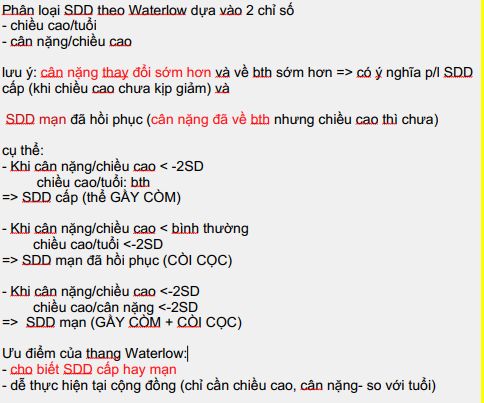 Phân loại SDD theo Waterlow dựa vào 2 chỉ số
- chiều cao/tuổi
- cân nặng/chiều cao
lưu ý: cân nặng thay đổi sớm hơn và về bth sớm hơn => có ý nghĩa p/l SDD
cấp (khi chiều cao chưa kịp giảm) và
SDD mạn đã hồi phục (cân nặng đã về bth nhưng chiều cao thì chưa)
cụ thể:
- Khi cân nặng/chiều cao < -2SD
chiều cao/tuổi: bth
=> SDD cấp (thể GẦY CÒM)
- Khi cân nặng/chiều cao < bình thường
chiều cao/tuổi <-2SD
=> SDD mạn đã hồi phục (CÒI CỌC)
- Khi cân nặng/chiều cao <-2SD
chiều cao/cân nặng <-2SD
=> SDD mạn (GẦY CÒM + CÒI CỌC)
Ưu điểm của thang Waterlow:
- cho biết SDD cấp hay mạn
- dễ thực hiện tại cộng đồng (chỉ cần chiều cao, cân nặng- so với tuổi)